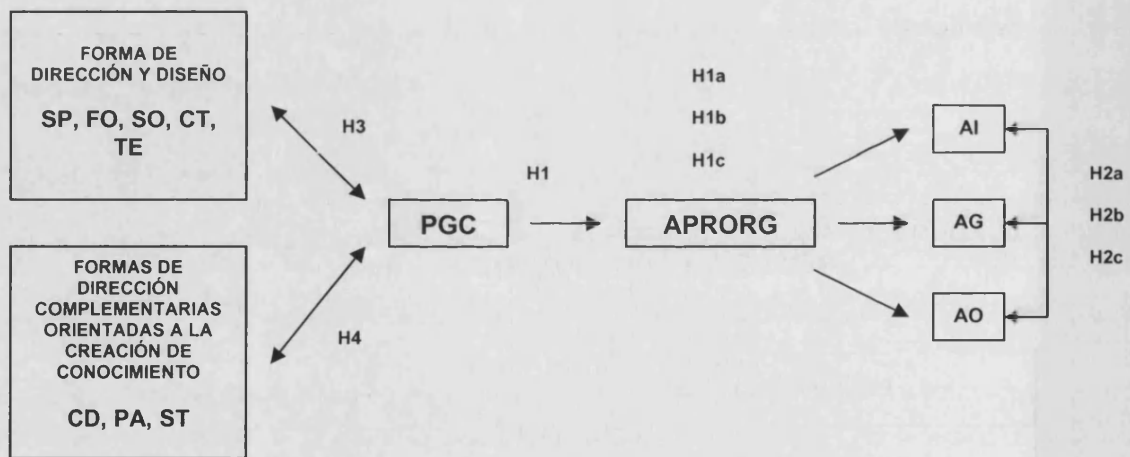 FORMA DE
DIRECCIÓN Y DISEÑO
SP, FO, SO, CT,
TE
H3
FORMAS DE
DIRECCIÓN
COMPLEMENTARIAS
ORIENTADAS A LA
CREACIÓN DE
CONOCIMIENTO
CD, PA, ST
H4
PGC
H1
H1a
H1b
H1c
APRORG
AI
AG
AO
H2a
H2b
H2c